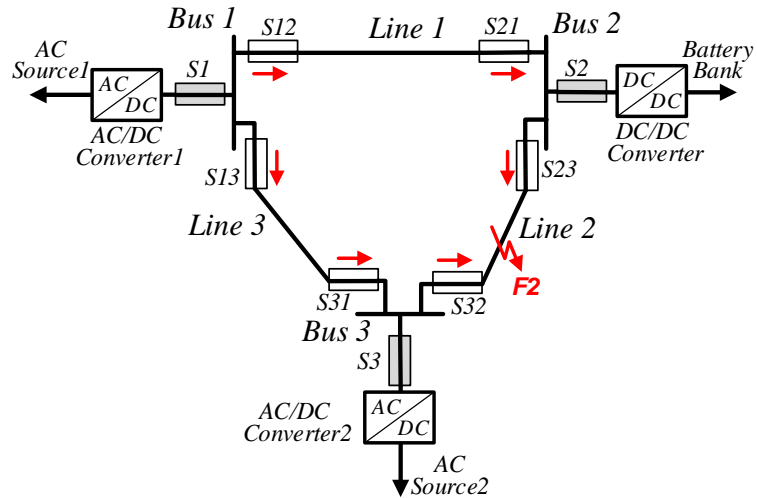 Bus 1
S12
Line 1
S21
Bus 2
AC
Source1
S1
AC
DC
AC/DC
Converter1
S2
DC
DC
Battery
Bank
DC/DC
Converter
S13
S23
Line 3
Line 2
F2
S31
S32
Bus 3
S3
AC/DC
Converter2
AC
DC
AC
Source2